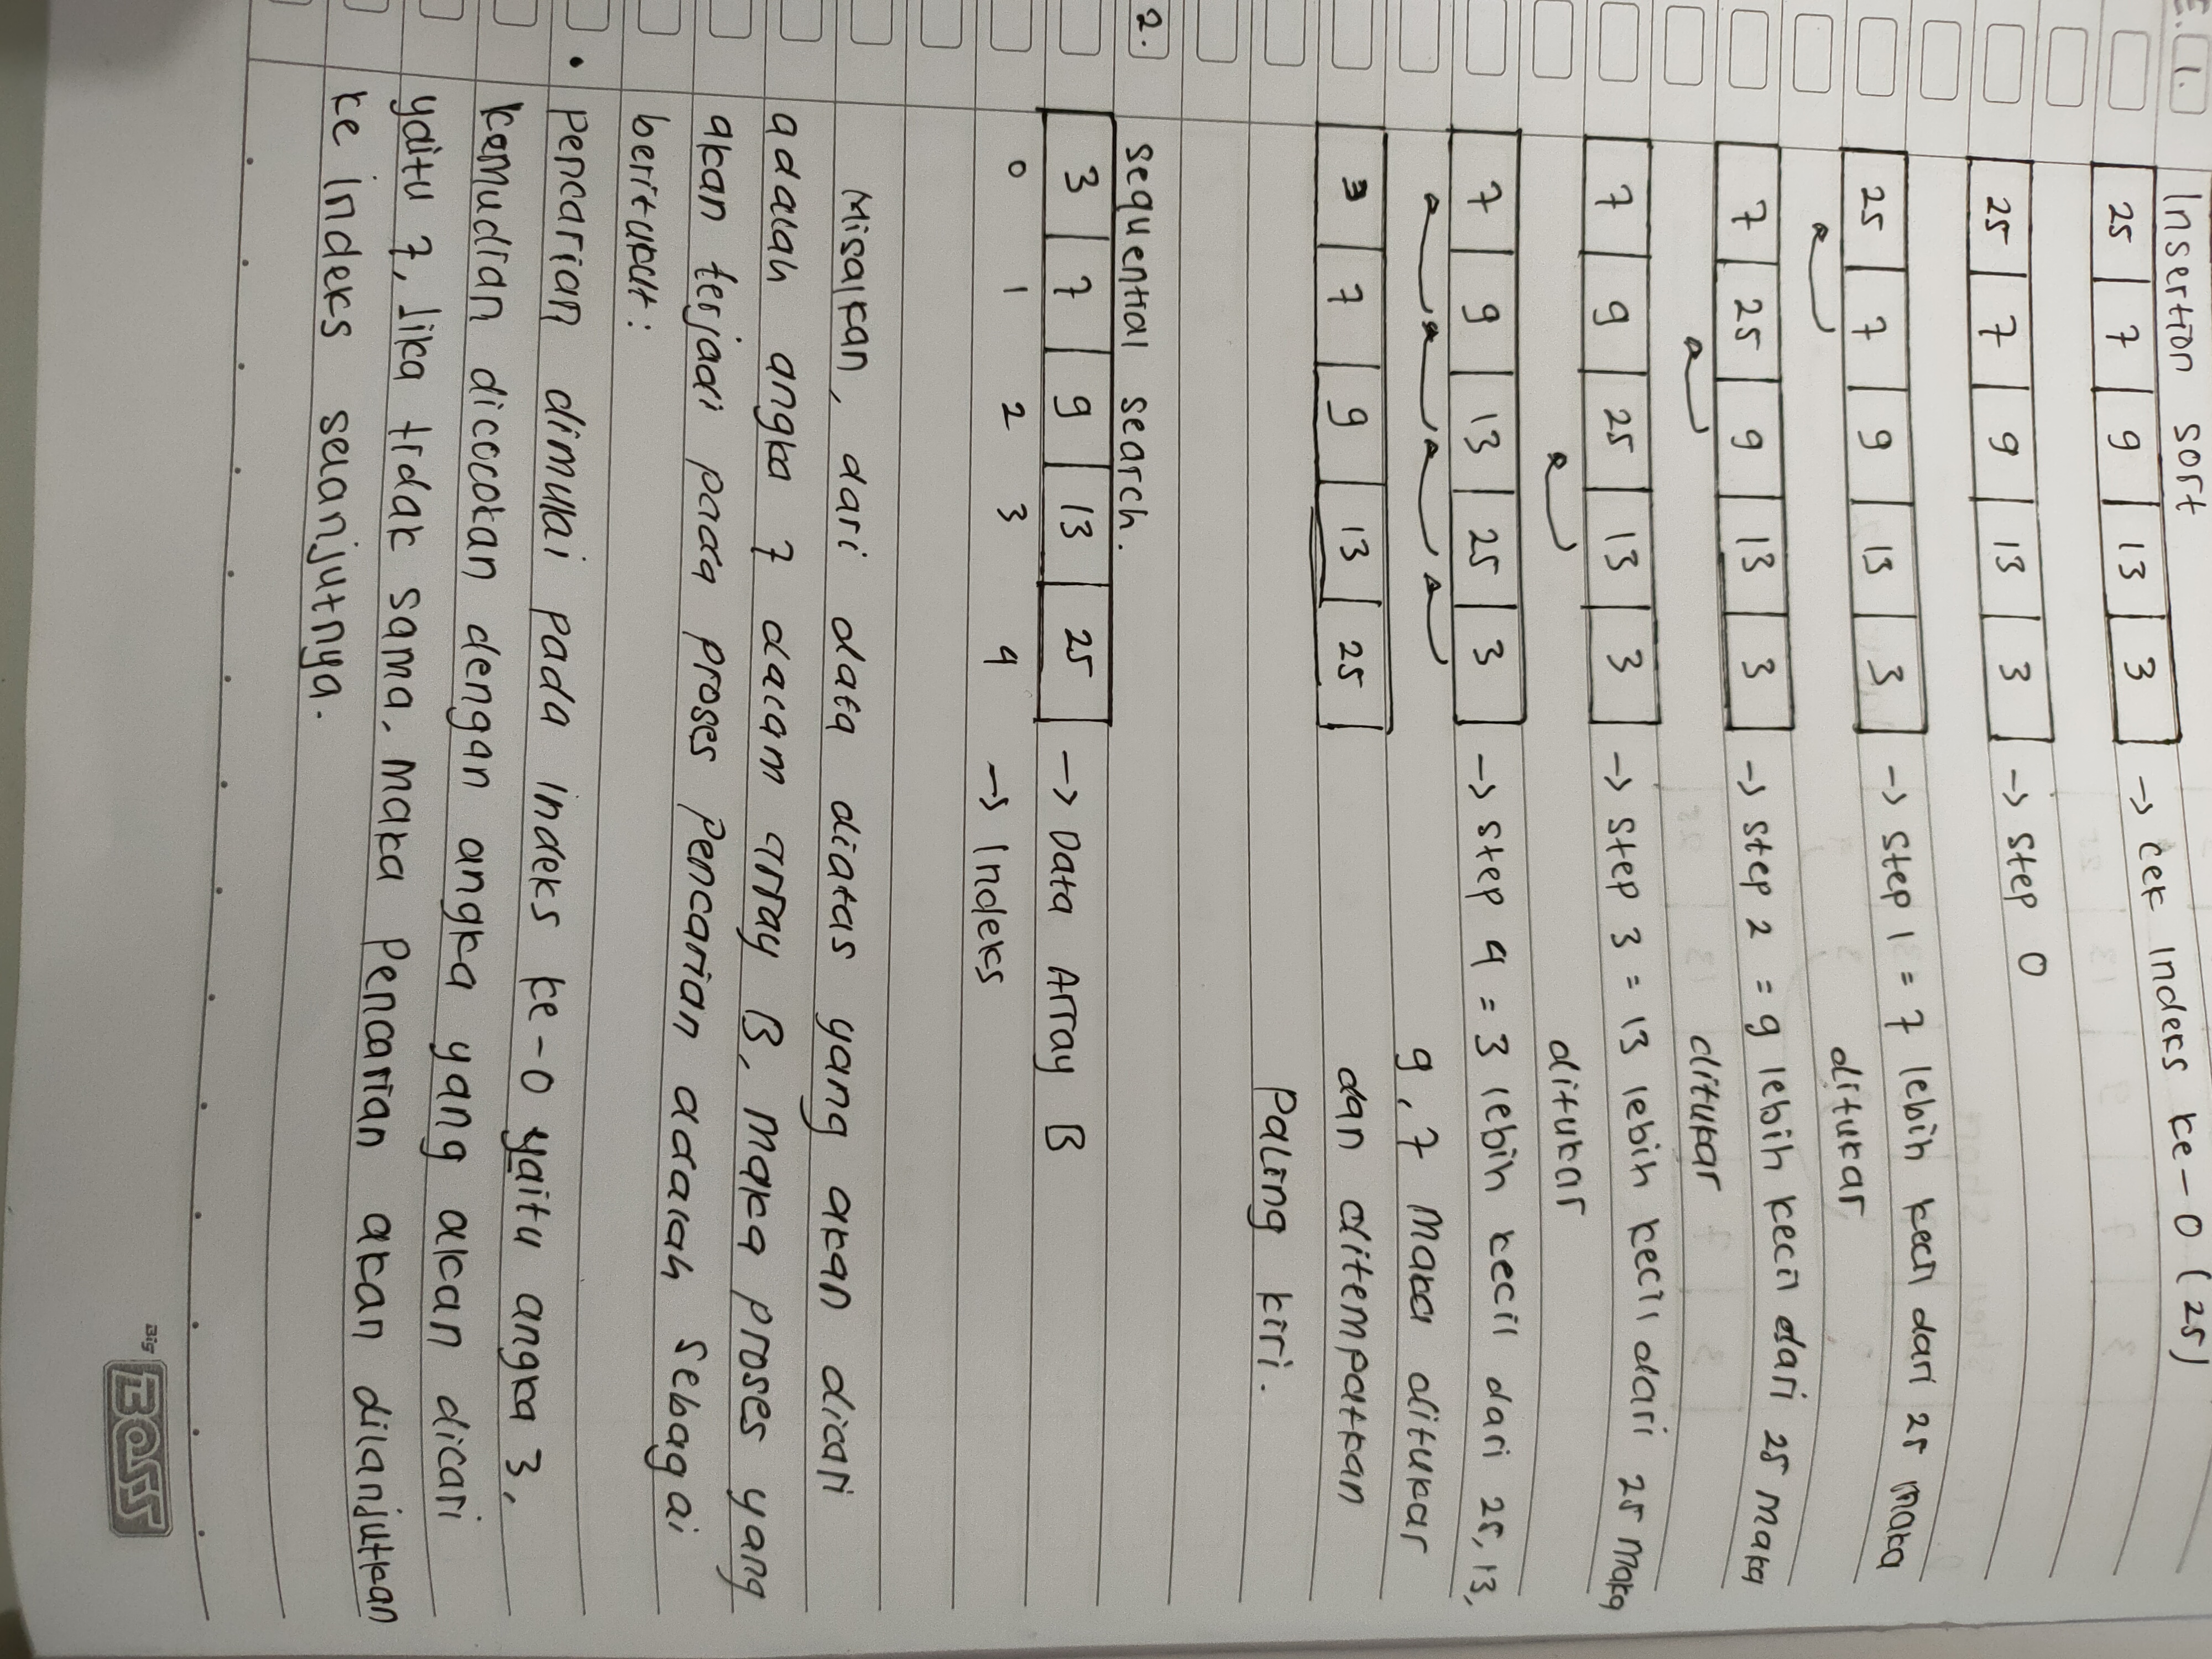 E. 1. Insertion sort
25 7 9 13 3 -> cek indeks ke-0 (25)
25 7 9 13 3 -> step 0
25 7 9 13 3 -> step 1 = 7 lebih kecil dari 25 maka
ditukar
7 25 9 13 3 -> step 2 = 9 lebih kecil dari 25 maka
ditukar
7 9 25 13 3 -> step 3 = 13 lebih kecil dari 25 maka
ditukar
7 9 13 25 3 -> step 4 = 3 lebih kecil dari 25, 13,
9, 7 maka ditukar
3 7 9 13 25 dan ditempatkan
Paling kiri.
2. sequential search.
3 7 9 13 25 -> Data Array B
0 1 2 3 4 -> Indeks
Misalkan, dari data diatas yang akan dicari
adalah angka 7 dalam array B, maka proses yang
akan terjadi pada proses pencarian adalah sebagai
beritukut:
• pencarian dimulai pada indeks ke-0 yaitu angka 3,
kemudian dicocokan dengan angka yang akan dicari
yaitu 7, jika tidak sama, maka pencarian akan dilanjutkan
ke indeks seanjutnya.
Big
BOSS